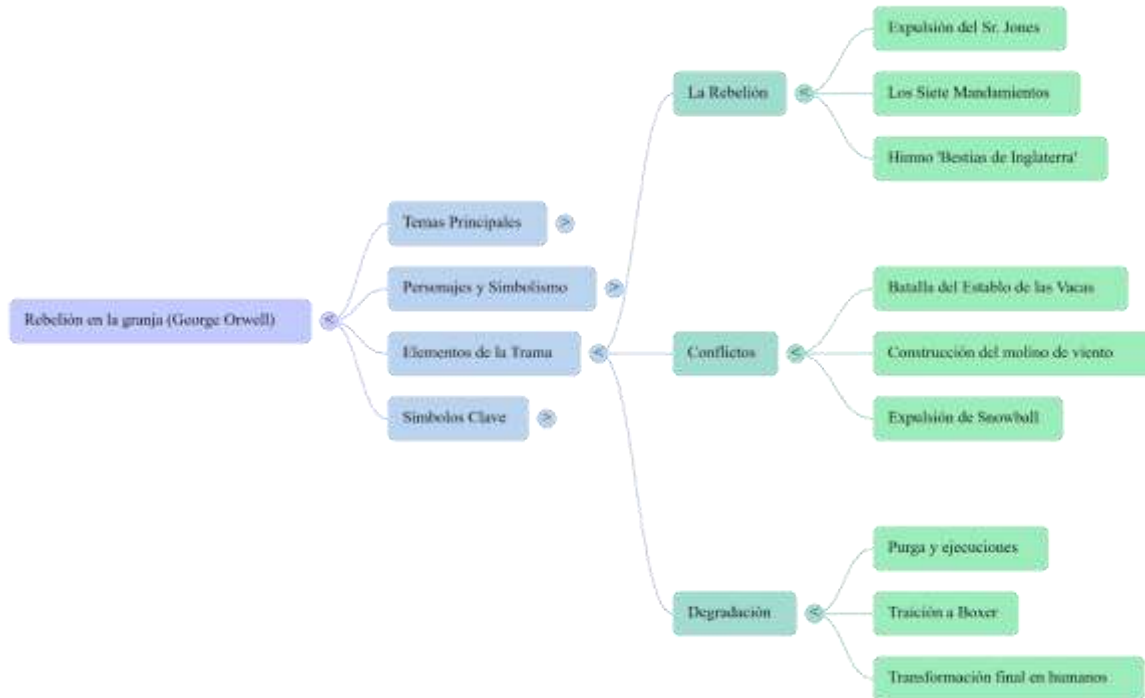 Rebelión en la granja (George Orwell)
Temas Principales
Personajes y Simbolismo
Elementos de la Trama
Símbolos Clave
La Rebelión
Expulsión del Sr. Jones
Los Siete Mandamientos
Himno 'Bestias de Inglaterra'
Conflictos
Batalla del Establo de las Vacas
Construcción del molino de viento
Expulsión de Snowball
Degradación
Purga y ejecuciones
Traición a Boxer
Transformación final en humanos